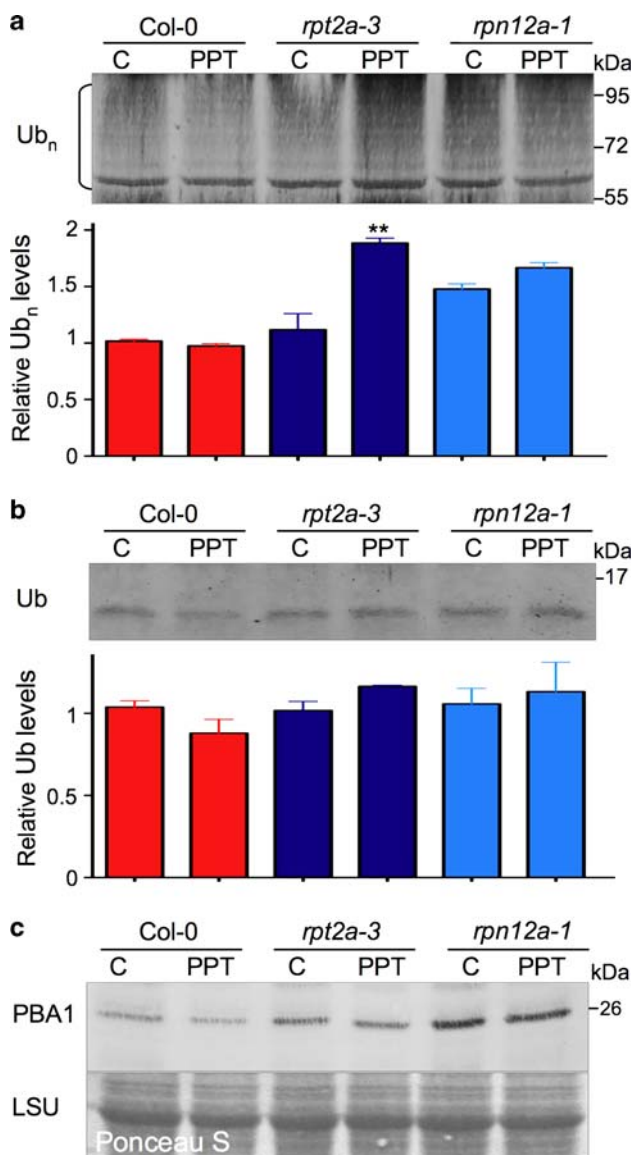 a
Col-0 rpt2a-3 rpn12a-1
C PPT C PPT C PPT kDa
Ubn
-95
-72
-55
Relative Ubn levels
2
**
1.5
1
0.5
0
b
Col-0 rpt2a-3 rpn12a-1
C PPT C PPT C PPT kDa
Ub
-17
Relative Ub levels
1
0.5
0
c
Col-0 rpt2a-3 rpn12a-1
C PPT C PPT C PPT kDa
PBA1
-26
LSU
Ponceau S